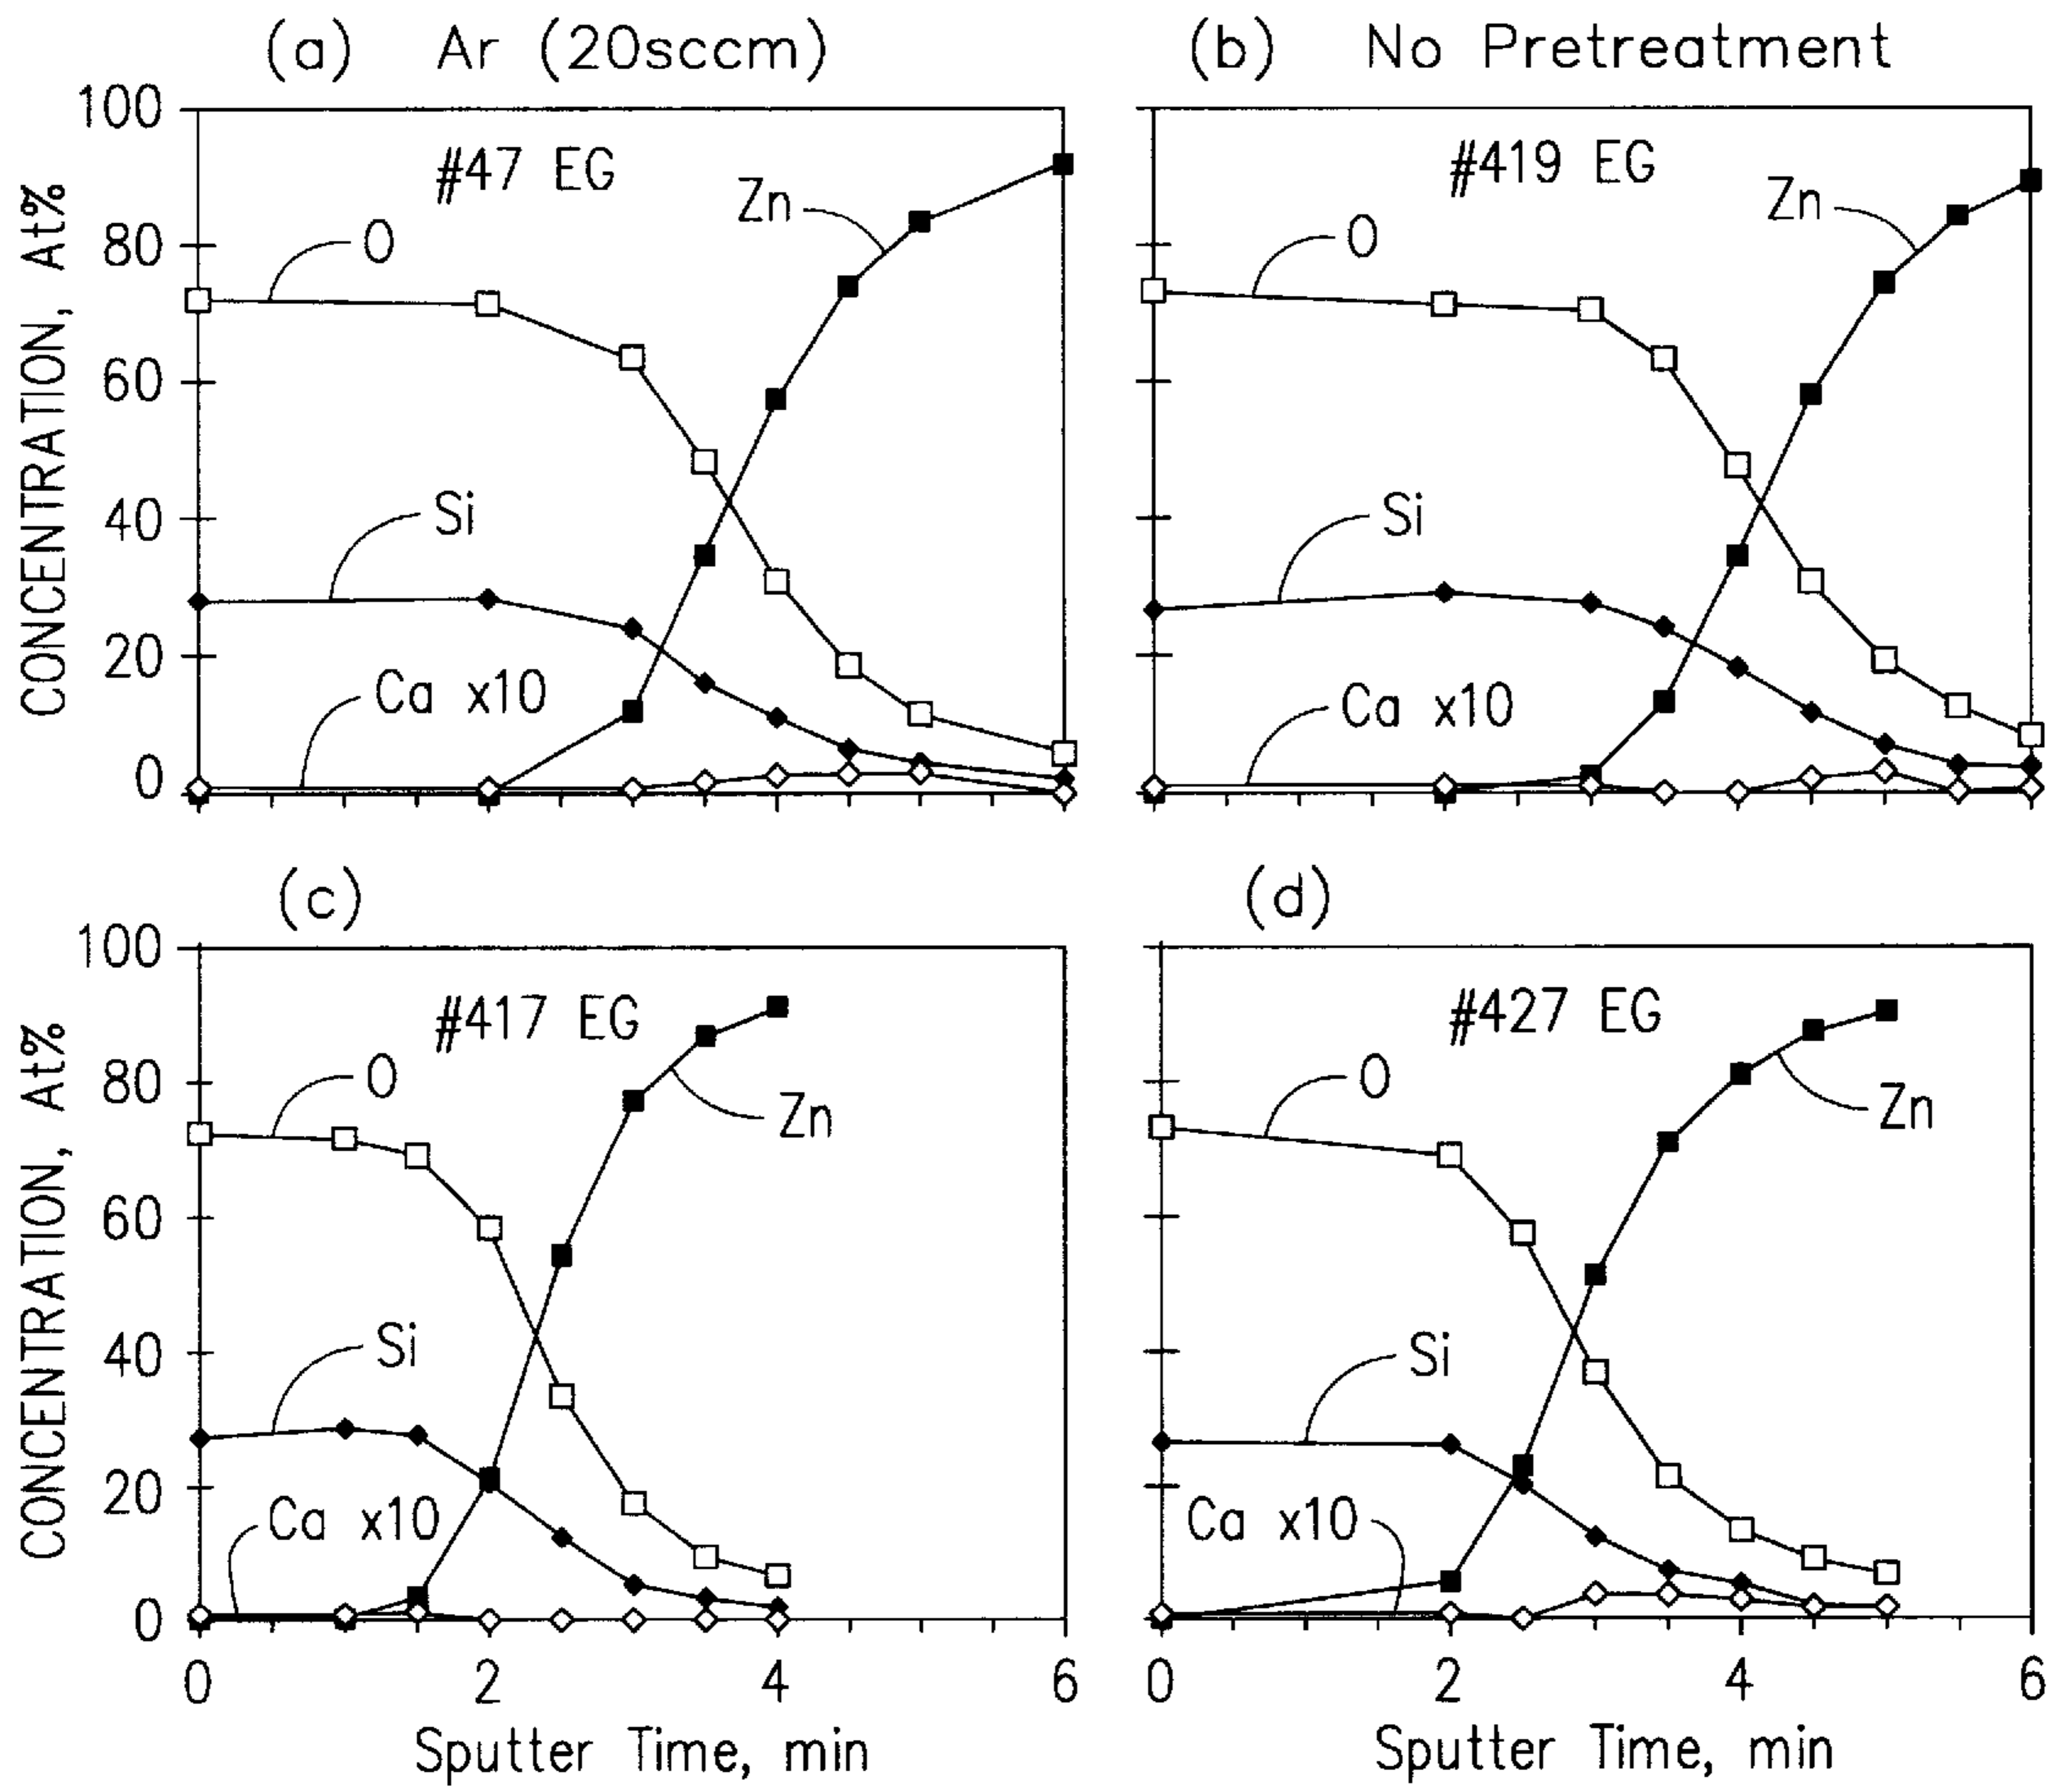 (a) Ar (20sccm)
(b) No Pretreatment
CONCENTRATION, At%
100
80
60
40
20
0
#47 EG
O
Zn
Si
Ca x10
#419 EG
O
Zn
Si
Ca x10
(c)
(d)
CONCENTRATION, At%
100
80
60
40
20
0
#417 EG
O
Zn
Si
Ca x10
0 2 4 6
Sputter Time, min
#427 EG
O
Zn
Si
Ca x10
0 2 4 6
Sputter Time, min